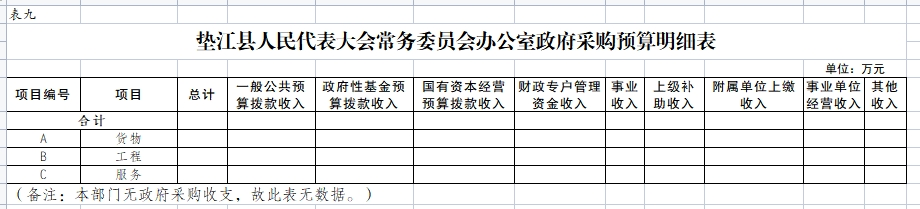 表九
垫江县人民代表大会常务委员会办公室政府采购预算明细表
单位：万元
项目编号 项目 总计 一般公共预算拨款收入 政府性基金预算拨款收入 国有资本经营预算拨款收入 财政专户管理资金收入 事业收入 上级补助收入 附属单位上缴收入 事业单位经营收入 其他收入
合计
A 货物
B 工程
C 服务
（备注：本部门无政府采购收支，故此表无数据。）